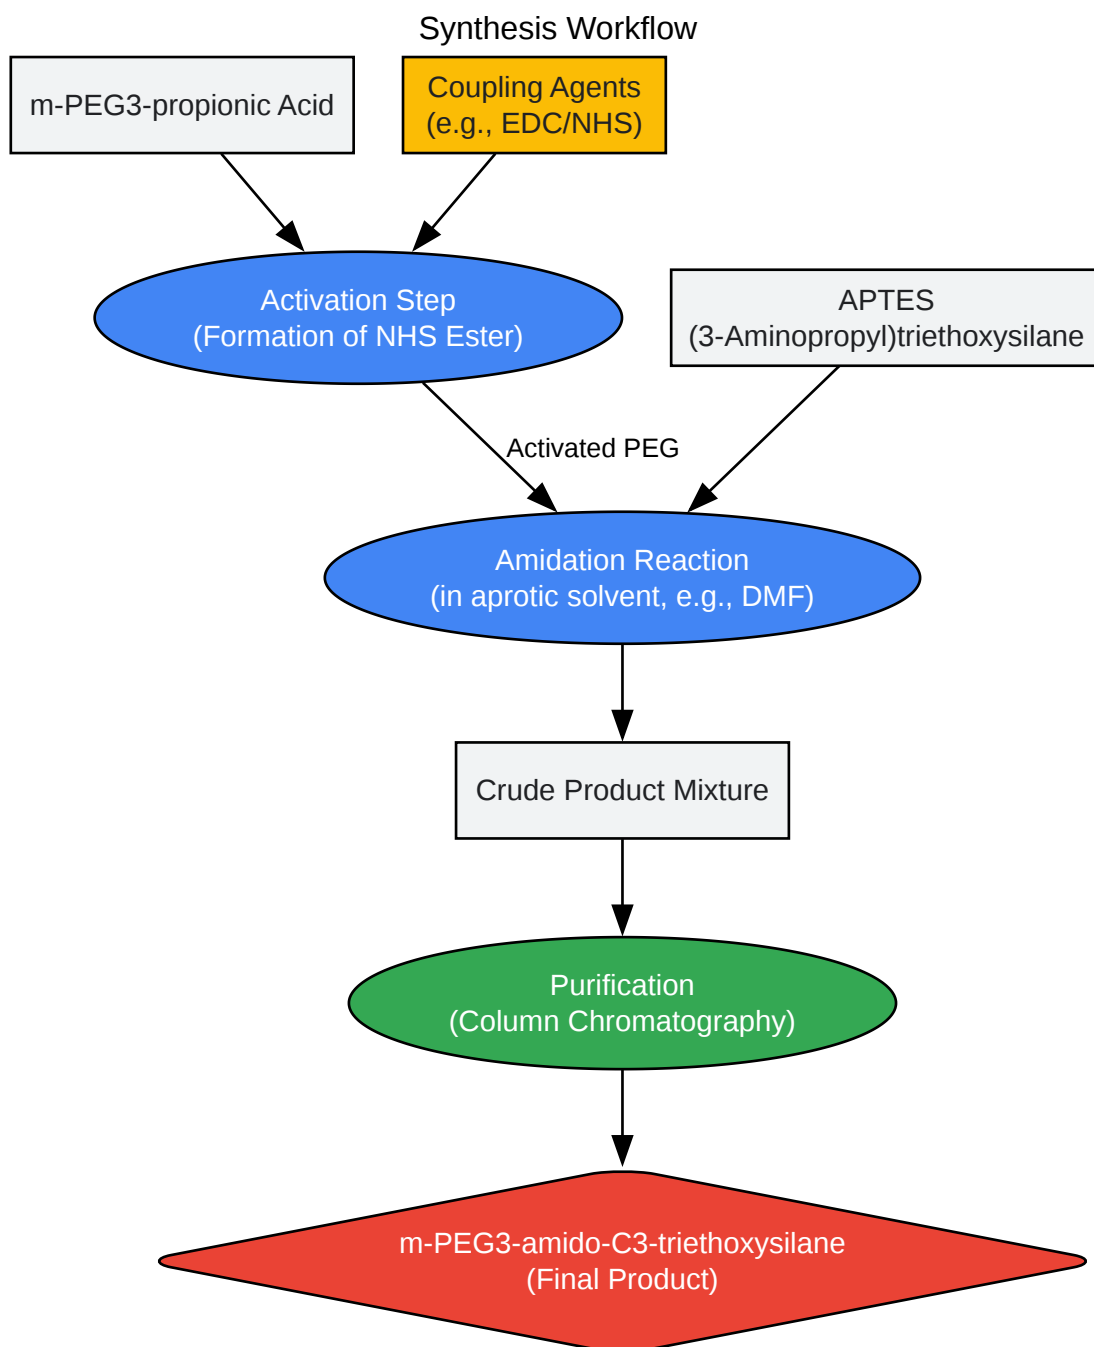 Synthesis Workflow
m-PEG3-propionic Acid
Coupling Agents
(e.g., EDC/NHS)
Activation Step
(Formation of NHS Ester)
APTES
(3-Aminopropyl)triethoxysilane
Activated PEG
Amidation Reaction
(in aprotic solvent, e.g., DMF)
Crude Product Mixture
Purification
(Column Chromatography)
m-PEG3-amido-C3-triethoxysilane
(Final Product)